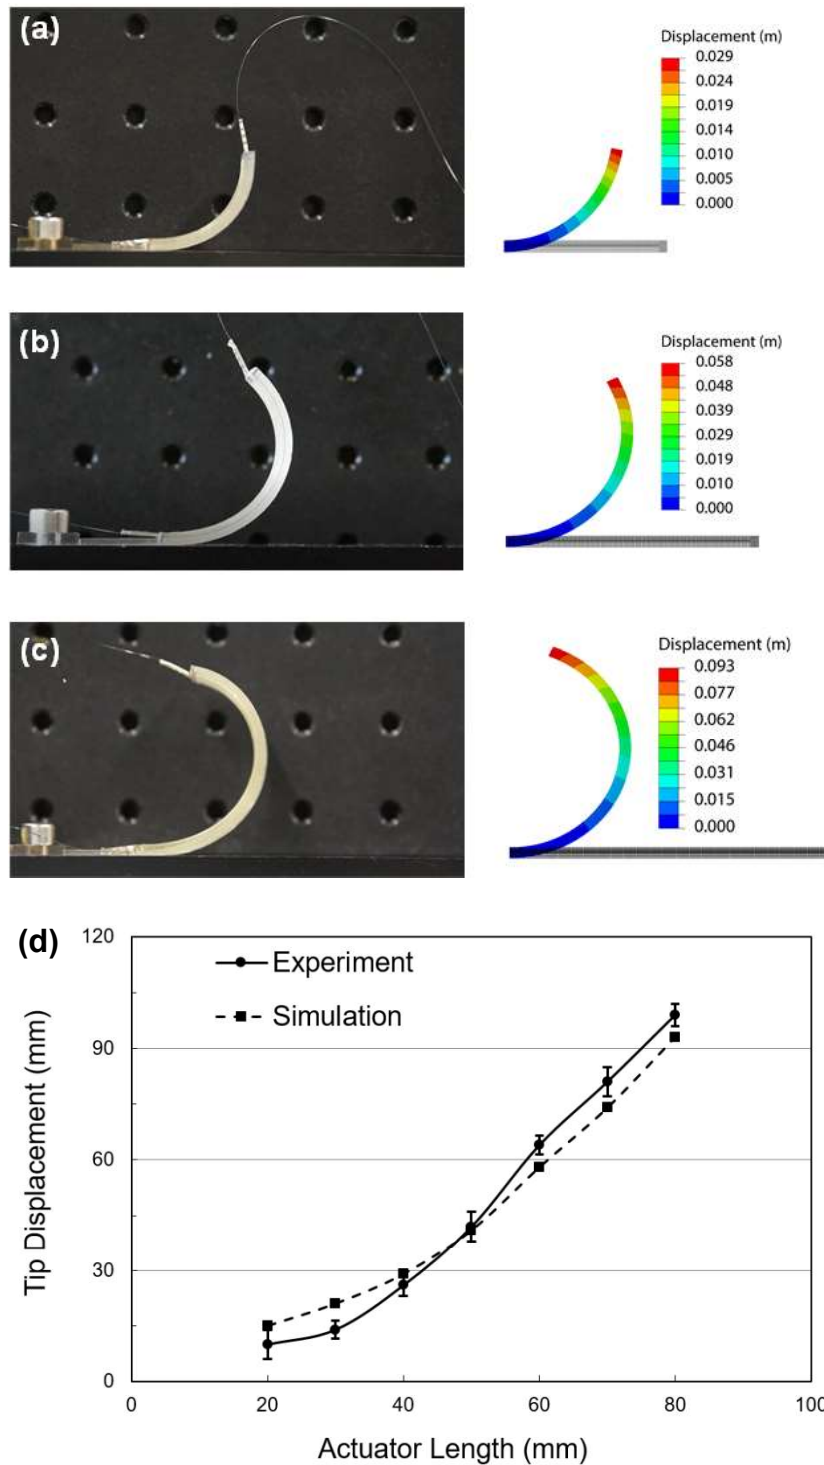 (a)
Displacement (m)
0.029
0.024
0.019
0.014
0.010
0.005
0.000
(b)
Displacement (m)
0.058
0.048
0.039
0.029
0.019
0.010
0.000
(c)
Displacement (m)
0.093
0.077
0.062
0.046
0.031
0.015
0.000
(d)
120
90
60
30
0
Tip Displacement (mm)
Experiment
Simulation
0
20
40
60
80
100
Actuator Length (mm)